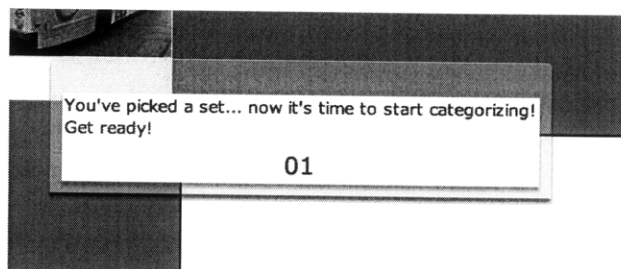 You've picked a set... now it's time to start categorizing!
Get ready!
01